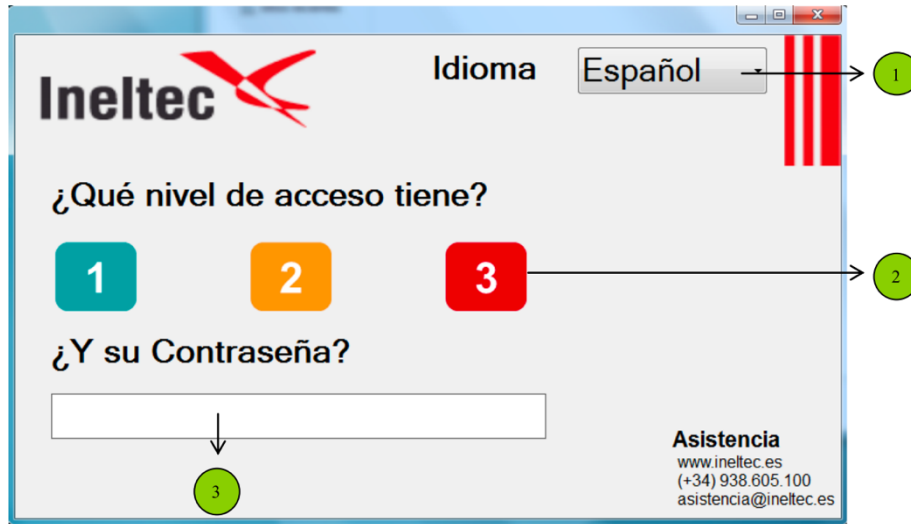 Ineltec
Idioma
Español
1
¿Qué nivel de acceso tiene?
1 2 3
2
¿Y su Contraseña?
3
Asistencia
www.ineltec.es
(+34) 938.605.100
asistencia@ineltec.es